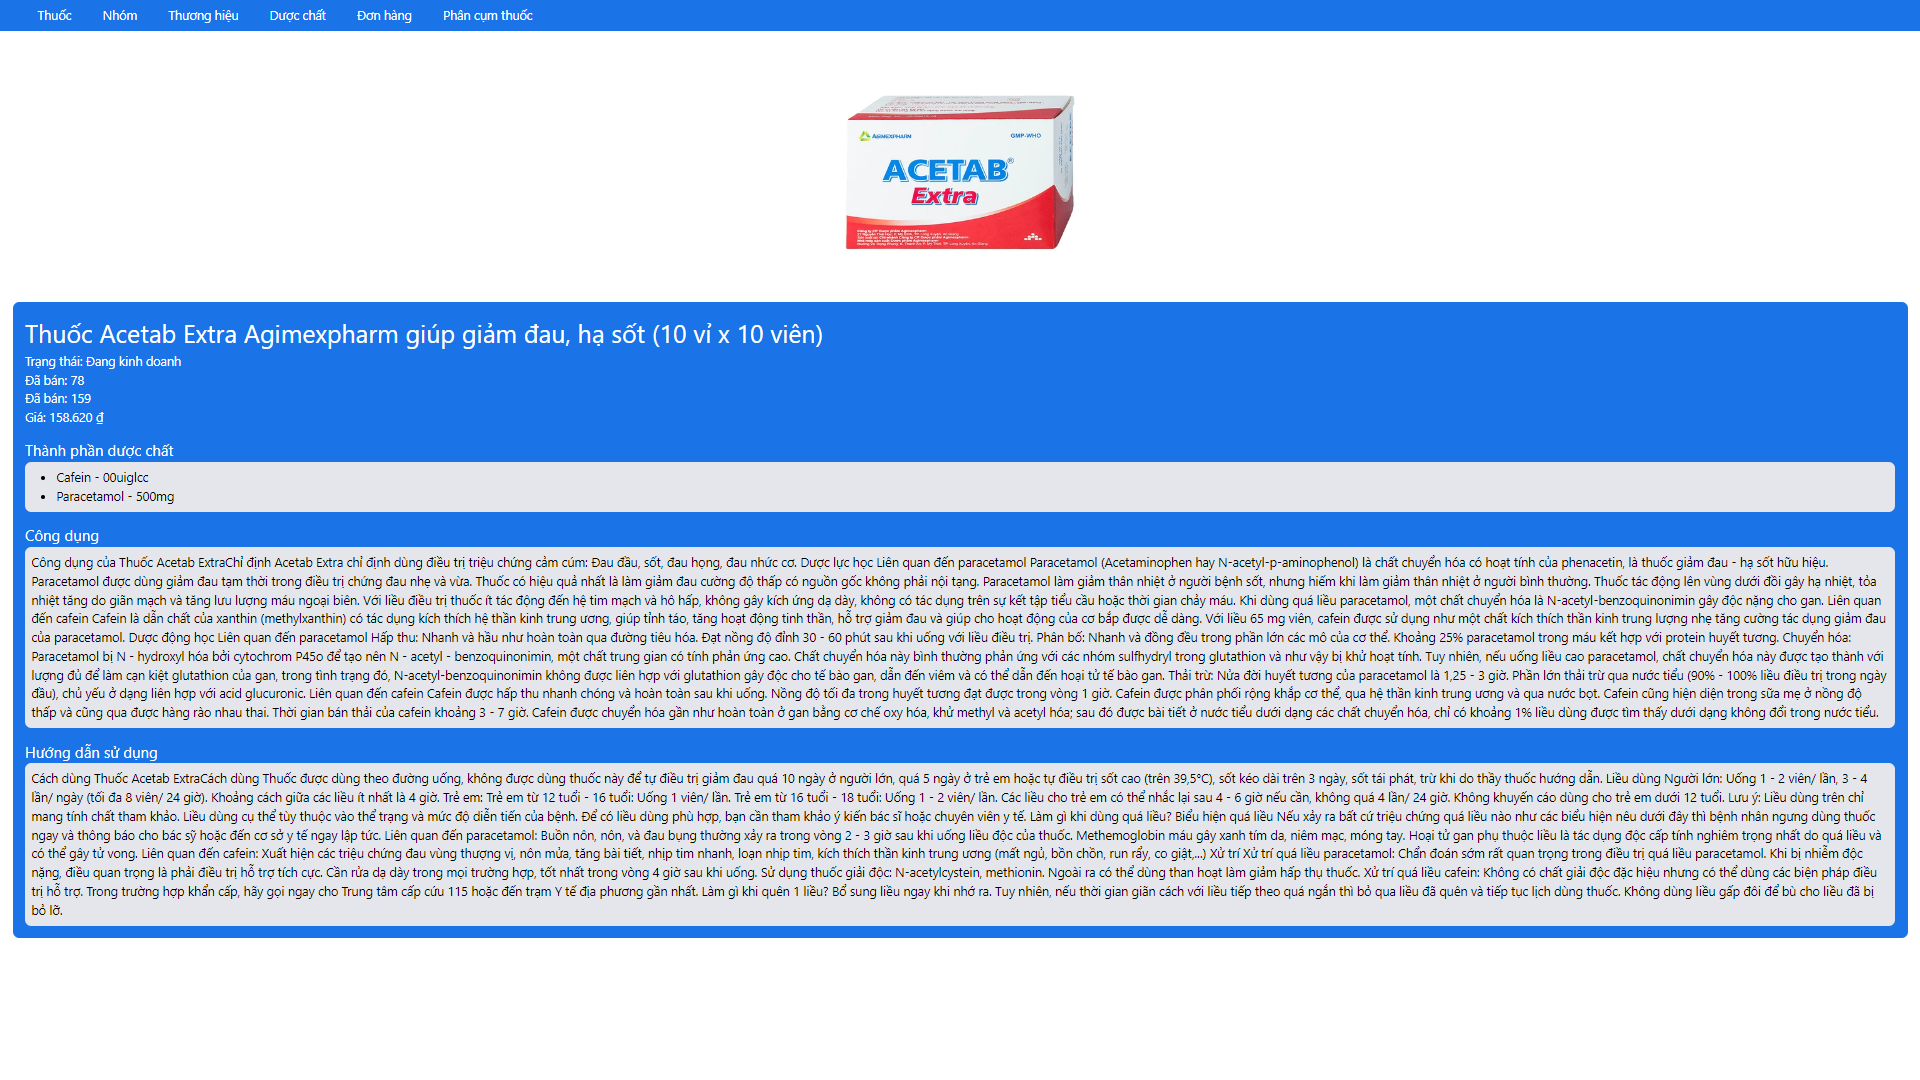 Thuốc
Nhóm
Thương hiệu
Dược chất
Đơn hàng
Phân cụm thuốc
AGIMEXPHARM
GMP-WHO
ACETAB®
Extra
Thuốc Acetab Extra Agimexpharm giúp giảm đau, hạ sốt (10 vỉ x 10 viên)
Trạng thái: Đang kinh doanh
Đã bán: 78
Đã bán: 159
Giá: 158.620 ₫
Thành phần dược chất
• Cafein - 00uiglcc
• Paracetamol - 500mg
Công dụng
Công dụng của Thuốc Acetab ExtraChỉ định Acetab Extra chỉ định dùng điều trị triệu chứng cảm cúm: Đau đầu, sốt, đau họng, đau nhức cơ. Dược lực học Liên quan đến paracetamol Paracetamol (Acetaminophen hay N-acetyl-p-aminophenol) là chất chuyển hóa có hoạt tính của phenacetin, là thuốc giảm đau - hạ sốt hữu hiệu.
Paracetamol được dùng giảm đau tạm thời trong điều trị chứng đau nhẹ và vừa. Thuốc có hiệu quả nhất là làm giảm đau cường độ thấp có nguồn gốc không phải nội tạng. Paracetamol làm giảm thân nhiệt ở người bệnh sốt, nhưng hiếm khi làm giảm thân nhiệt ở người bình thường. Thuốc tác động lên vùng dưới đồi gây hạ nhiệt, tỏa
nhiệt tăng do giãn mạch và tăng lưu lượng máu ngoại biên. Với liều điều trị thuốc ít tác động đến hệ tim mạch và hô hấp, không gây kích ứng dạ dày, không có tác dụng trên sự kết tập tiểu cầu hoặc thời gian chảy máu. Khi dùng quá liều paracetamol, một chất chuyển hóa là N-acetyl-benzoquinonimin gây độc nặng cho gan. Liên quan
đến cafein Cafein là dẫn chất của xanthin (methylxanthin) có tác dụng kích thích hệ thần kinh trung ương, giúp tỉnh táo, tăng hoạt động tinh thần, hỗ trợ giảm đau và giúp cho hoạt động của cơ bắp được dễ dàng. Với liều 65 mg viên, cafein được sử dụng như một chất kích thích thần kinh trung lượng nhẹ tăng cường tác dụng giảm đau
của paracetamol. Dược động học Liên quan đến paracetamol Hấp thu: Nhanh và hầu như hoàn toàn qua đường tiêu hóa. Đạt nồng độ đỉnh 30 - 60 phút sau khi uống với liều điều trị. Phân bố: Nhanh và đồng đều trong phần lớn các mô của cơ thể. Khoảng 25% paracetamol trong máu kết hợp với protein huyết tương. Chuyển hóa:
Paracetamol bị N - hydroxyl hóa bởi cytochrom P45o để tạo nên N - acetyl - benzoquinonimin, một chất trung gian có tính phản ứng cao. Chất chuyển hóa này bình thường phản ứng với các nhóm sulfhydryl trong glutathion và như vậy bị khử hoạt tính. Tuy nhiên, nếu uống liều cao paracetamol, chất chuyển hóa này được tạo thành với
lượng đủ để làm cạn kiệt glutathion của gan, trong tình trạng đó, N-acetyl-benzoquinonimin không được liên hợp với glutathion gây độc cho tế bào gan, dẫn đến viêm và có thể dẫn đến hoại tử tế bào gan. Thải trừ: Nửa đời huyết tương của paracetamol là 1,25 - 3 giờ. Phần lớn thải trừ qua nước tiểu (90% - 100% liều điều trị trong ngày
đầu), chủ yếu ở dạng liên hợp với acid glucuronic. Liên quan đến cafein Cafein được hấp thu nhanh chóng và hoàn toàn sau khi uống. Nồng độ tối đa trong huyết tương đạt được trong vòng 1 giờ. Cafein được phân phối rộng khắp cơ thể, qua hệ thần kinh trung ương và qua nước bọt. Cafein cũng hiện diện trong sữa mẹ ở nồng độ
thấp và cũng qua được hàng rào nhau thai. Thời gian bán thải của cafein khoảng 3 - 7 giờ. Cafein được chuyển hóa gần như hoàn toàn ở gan bằng cơ chế oxy hóa, khử methyl và acetyl hóa; sau đó được bài tiết ở nước tiểu dưới dạng các chất chuyển hóa, chỉ có khoảng 1% liều dùng được tìm thấy dưới dạng không đổi trong nước tiểu.
Hướng dẫn sử dụng
Cách dùng Thuốc Acetab ExtraCách dùng Thuốc được dùng theo đường uống, không được dùng thuốc này để tự điều trị giảm đau quá 10 ngày ở người lớn, quá 5 ngày ở trẻ em hoặc tự điều trị sốt cao (trên 39,5°C), sốt kéo dài trên 3 ngày, sốt tái phát, trừ khi do thầy thuốc hướng dẫn. Liều dùng Người lớn: Uống 1 - 2 viên/ lần, 3 - 4
lần/ ngày (tối đa 8 viên/ 24 giờ). Khoảng cách giữa các liều ít nhất là 4 giờ. Trẻ em: Trẻ em từ 12 tuổi - 16 tuổi: Uống 1 viên/ lần. Trẻ em từ 16 tuổi - 18 tuổi: Uống 1 - 2 viên/ lần. Các liều cho trẻ em có thể nhắc lại sau 4 - 6 giờ nếu cần, không quá 4 lần/ 24 giờ. Không khuyến cáo dùng cho trẻ em dưới 12 tuổi. Lưu ý: Liều dùng trên chỉ
mang tính chất tham khảo. Liều dùng cụ thể tùy thuộc vào thể trạng và mức độ diễn tiến của bệnh. Để có liều dùng phù hợp, bạn cần tham khảo ý kiến bác sĩ hoặc chuyên viên y tế. Làm gì khi dùng quá liều? Biểu hiện quá liều Nếu xảy ra bất cứ triệu chứng quá liều nào như các biểu hiện nêu dưới đây thì bệnh nhân ngưng dùng thuốc
ngay và thông báo cho bác sỹ hoặc đến cơ sở y tế ngay lập tức. Liên quan đến paracetamol: Buồn nôn, nôn, và đau bụng thường xảy ra trong vòng 2 - 3 giờ sau khi uống liều độc của thuốc. Methemoglobin máu gây xanh tím da, niêm mạc, móng tay. Hoại tử gan phụ thuộc liều là tác dụng độc cấp tính nghiêm trọng nhất do quá liều và
có thể gây tử vong. Liên quan đến cafein: Xuất hiện các triệu chứng đau vùng thượng vị, nôn mửa, tăng bài tiết, nhịp tim nhanh, loạn nhịp tim, kích thích thần kinh trung ương (mất ngủ, bồn chồn, run rẩy, co giật,...) Xử trí Xử trí quá liều paracetamol: Chẩn đoán sớm rất quan trọng trong điều trị quá liều paracetamol. Khi bị nhiễm độc
nặng, điều quan trọng là phải điều trị hỗ trợ tích cực. Cần rửa dạ dày trong mọi trường hợp, tốt nhất trong vòng 4 giờ sau khi uống. Sử dụng thuốc giải độc: N-acetylcystein, methionin. Ngoài ra có thể dùng than hoạt làm giảm hấp thụ thuốc. Xử trí quá liều cafein: Không có chất giải độc đặc hiệu nhưng có thể dùng các biện pháp điều
trị hỗ trợ. Trong trường hợp khẩn cấp, hãy gọi ngay cho Trung tâm cấp cứu 115 hoặc đến trạm Y tế địa phương gần nhất. Làm gì khi quên 1 liều? Bổ sung liều ngay khi nhớ ra. Tuy nhiên, nếu thời gian giãn cách với liều tiếp theo quá ngắn thì bỏ qua liều đã quên và tiếp tục lịch dùng thuốc. Không dùng liều gấp đôi để bù cho liều đã bị
bỏ lỡ.